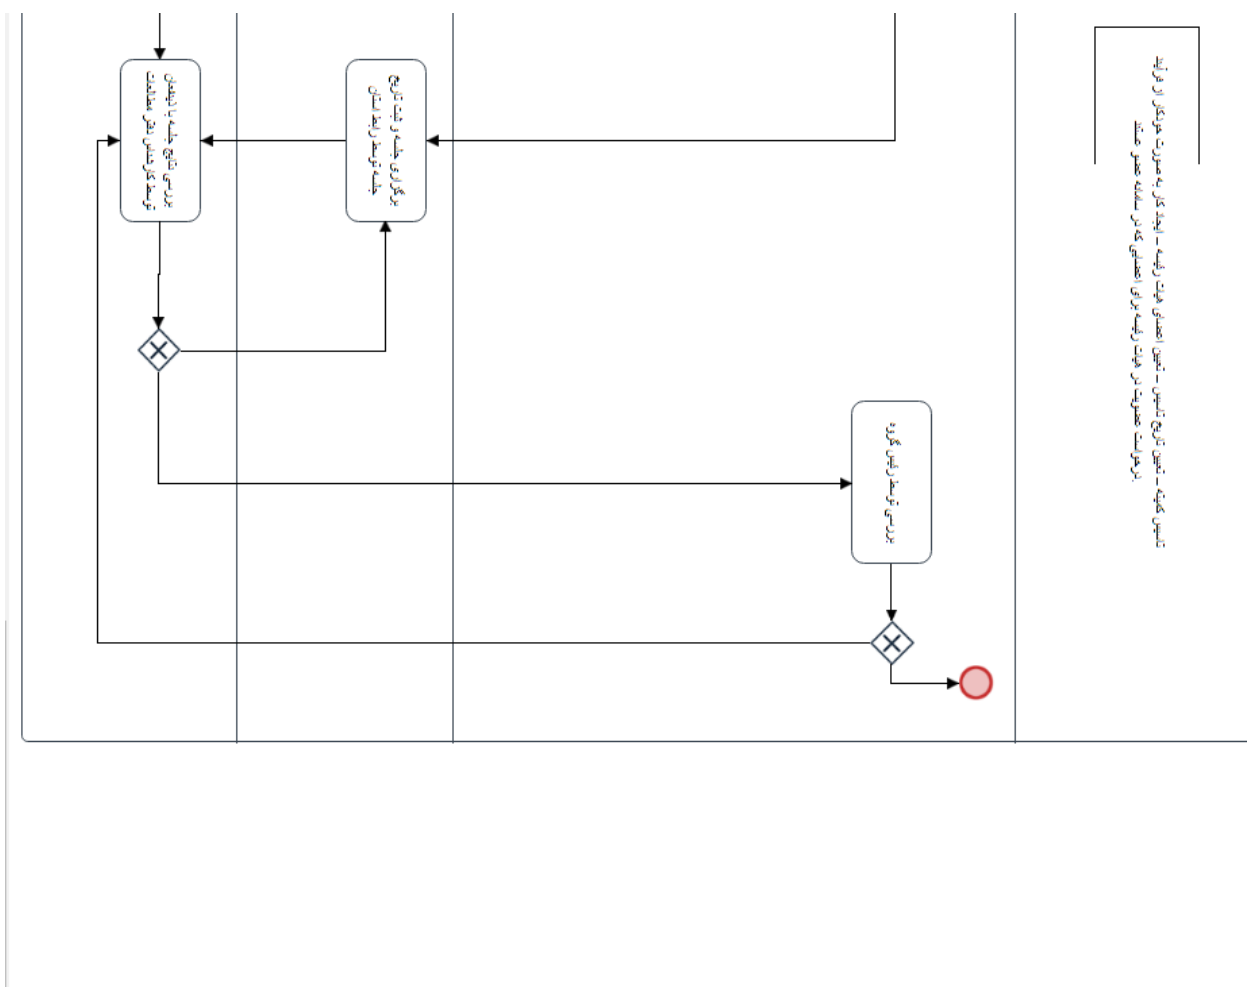 بررسی نتایج جلسه با
توسط کارشناس دفتر مطالعات
برگزاری جلسه و ثبت تاریخ
جلسه توسط رابط استان
بررسی توسط رئیس گروه
تاسیس کمیته – تعیین تاریخ تاسیس – تعیین اعضای هیات رئیسه – ایجاد کار به صورت خودکار از فرآیند
درخواست عضویت در هیات رئیسه برای اعضایی که در سامانه عضو هستند